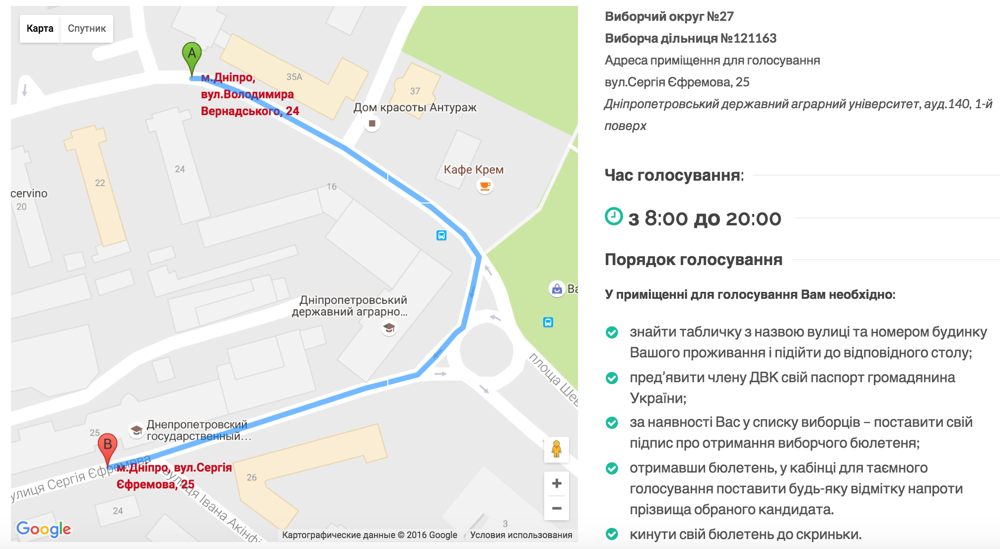 Карта
Спутник
A
м.Дніпро,
вул.Володимира
Вернадського, 24
35A
37
Дом красоты Антураж
24
22
cervino
20
16
Кафе Крем
Дніпропетровський
державний аграрно...
площа Шев
25
Днепропетровский
государственный...
B
м.Дніпро, вул.Сергія
Єфремова, 25
улиця Сергія Єфремова
вулиця Івана Акінфі
26
24
3
Google
Картографические данные © 2016 Google
Условия использования
Виборчий округ №27
Виборча дільниця №121163
Адреса приміщення для голосування
вул.Сергія Єфремова, 25
Дніпропетровський державний аграрний університет, ауд.140, 1-й
поверх
Час голосування:
з 8:00 до 20:00
Порядок голосування
У приміщенні для голосування Вам необхідно:
знайти табличку з назвою вулиці та номером будинку
Вашого проживання і підійти до відповідного столу;
пред’явити члену ДВК свій паспорт громадянина
України;
за наявності Вас у списку виборців – поставити свій
підпис про отримання виборчого бюлетеня;
отримавши бюлетень, у кабінці для таємного
голосування поставити будь-яку відмітку напроти
прізвища обраного кандидата.
кинути свій бюлетень до скриньки.